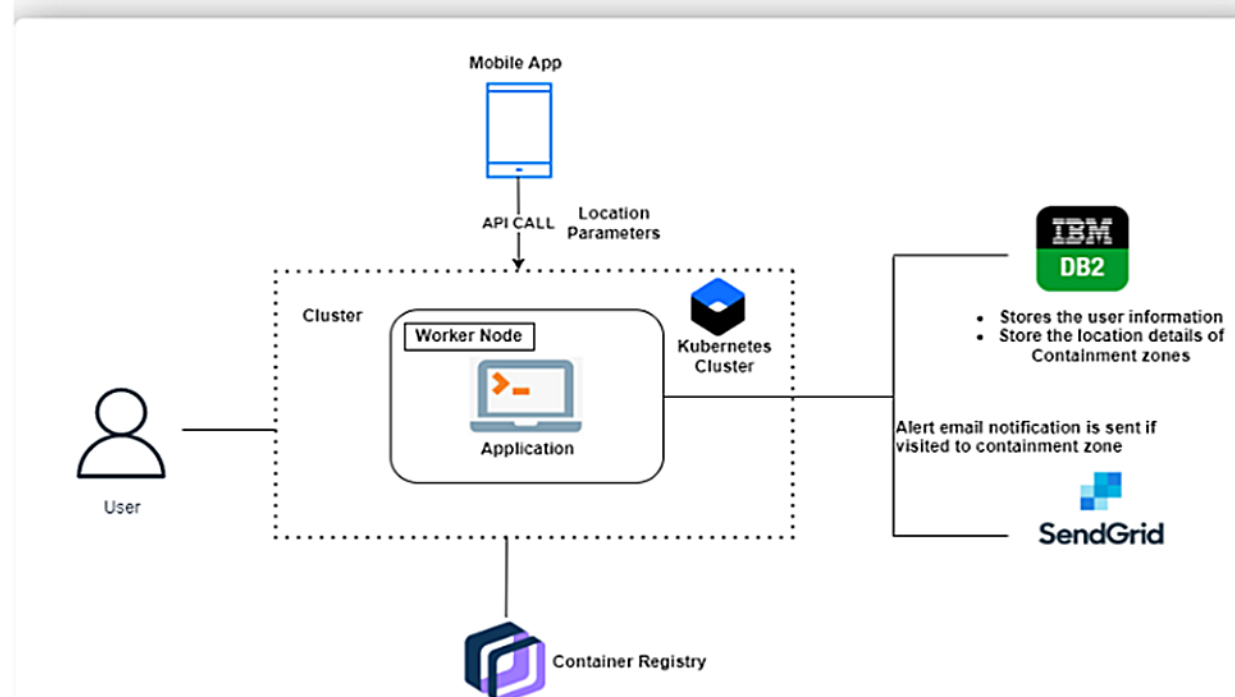 Mobile App
API CALL
Location
Parameters
Cluster
Worker Node
Application
Kubernetes
Cluster
IBM
DB2
• Stores the user information
• Store the location details of
Containment zones
Alert email notification is sent if
visited to containment zone
SendGrid
User
Container Registry